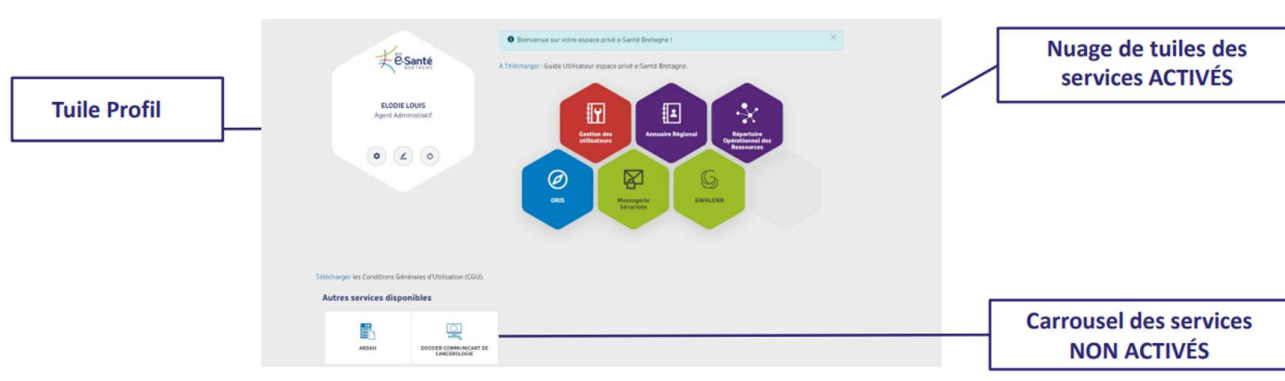 Bienvenue sur votre espace privé e-Santé Bretagne !
A Télécharger : Guide Utilisateur espace privé e-Santé Bretagne.
e-Santé
BRETAGNE
Tuile Profil
ELODIE LOUIS
Agent Administratif
Nuage de tuiles des
services ACTIVÉS
Gestion des
utilisateurs
Annuaire Régional
Répertoire
Opérationnel des
Ressources
ORIS
Messagerie
Sécurisée
GWALENN
Télécharger les Conditions Générales d'Utilisation (CGU).
Autres services disponibles
ARDAH
DOSSIER COMMUNICANT DE
CANCÉROLOGIE
Carrousel des services
NON ACTIVÉS